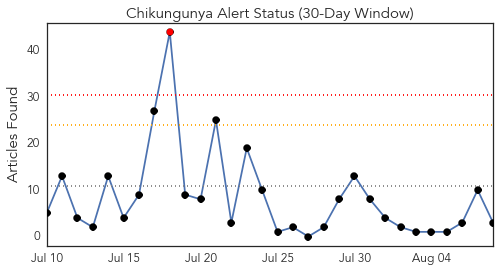 Chikungunya Alert Status (30-Day Window)
Articles Found
40
30
20
10
0
Jul 10 Jul 15 Jul 20 Jul 25 Jul 30 Aug 04